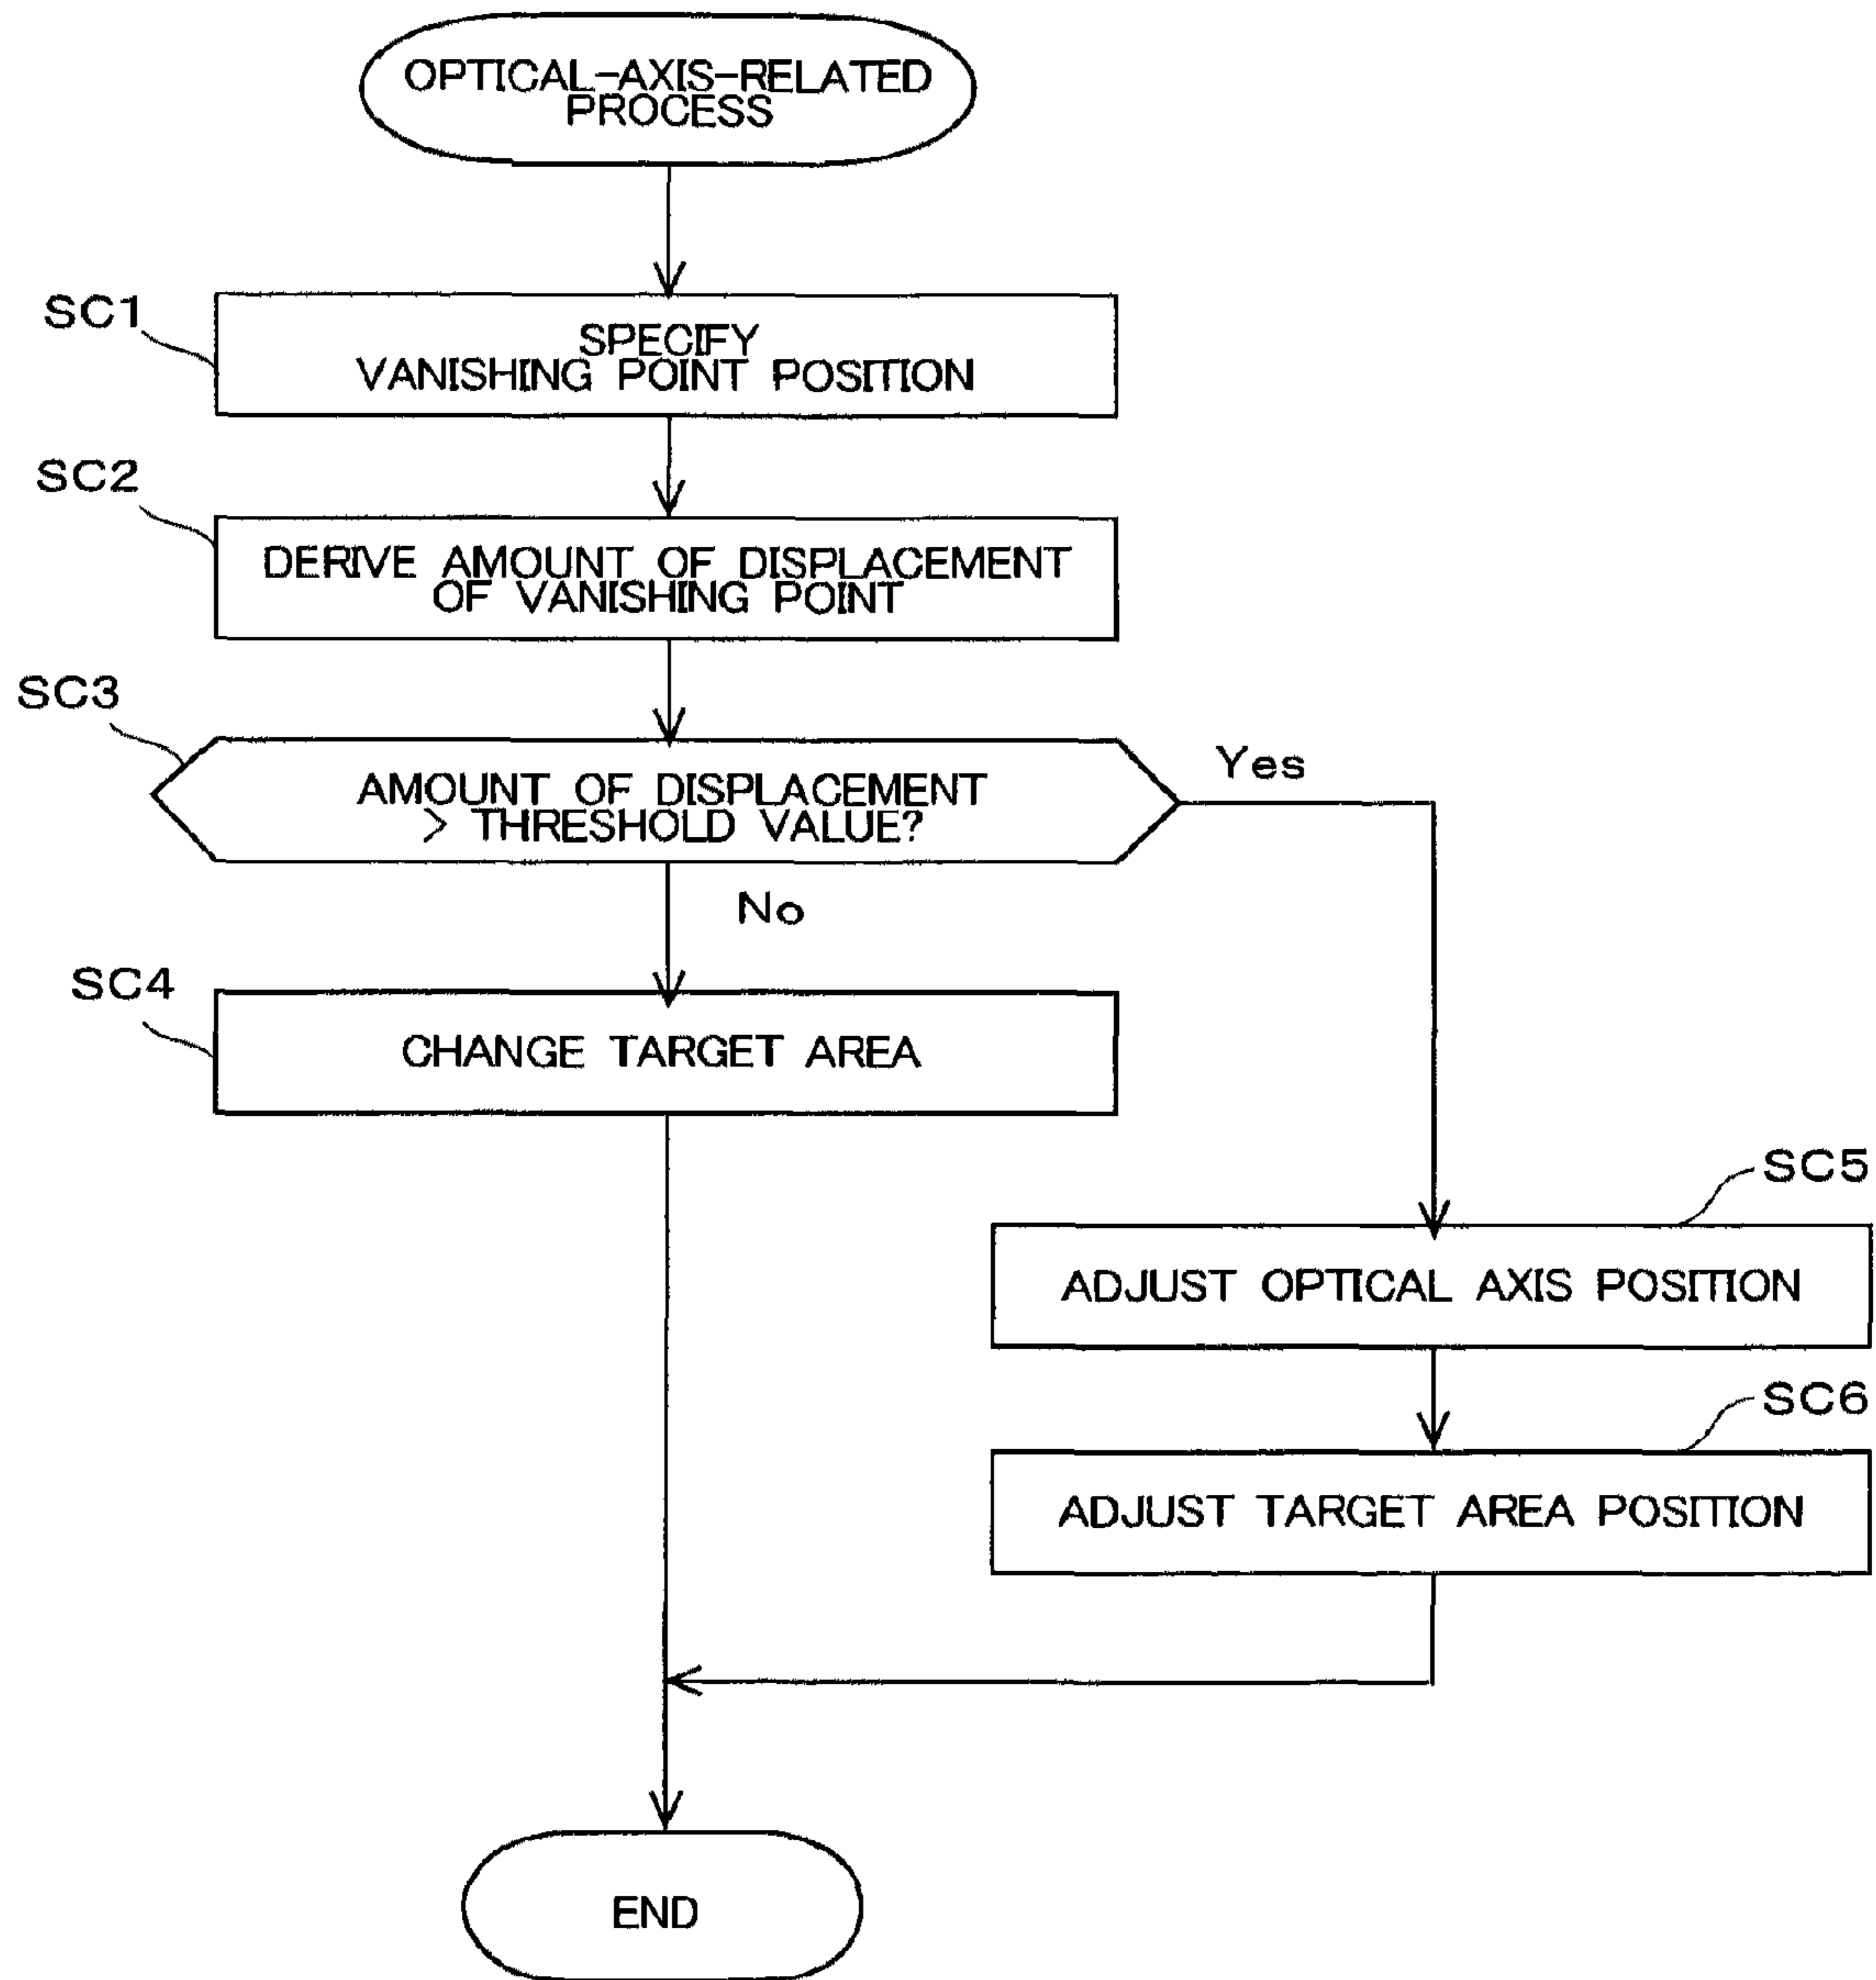 OPTICAL-AXIS-RELATED
PROCESS
SC1
SPECIFY
VANISHING POINT POSITION
SC2
DERIVE AMOUNT OF DISPLACEMENT
OF VANISHING POINT
SC3
AMOUNT OF DISPLACEMENT
> THRESHOLD VALUE?
Yes
No
SC4
CHANGE TARGET AREA
SC5
ADJUST OPTICAL AXIS POSITION
SC6
ADJUST TARGET AREA POSITION
END